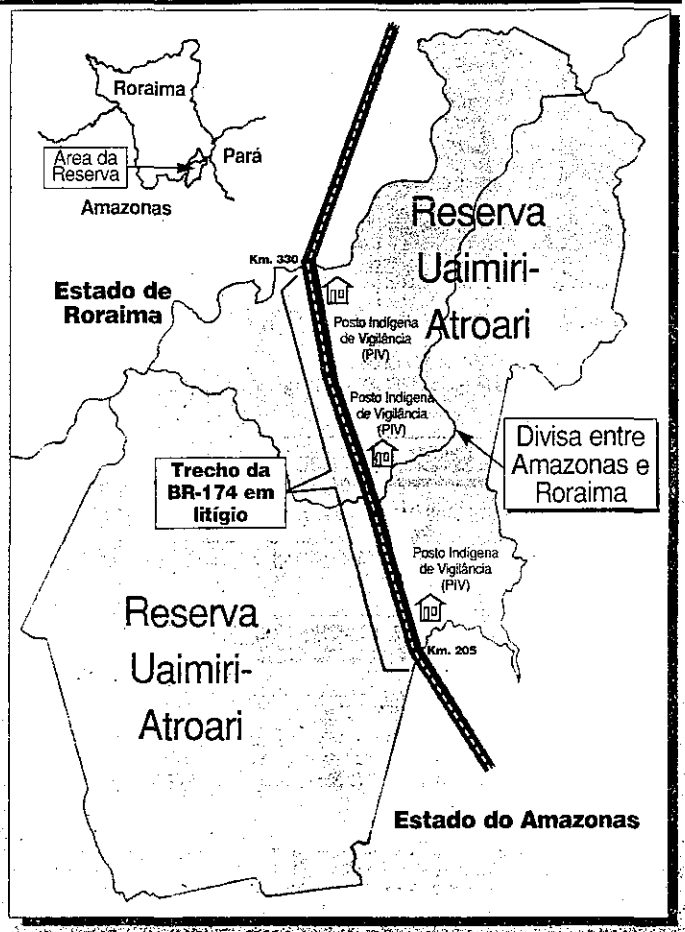 Roraima
Área da
Reserva
Pará
Amazonas
Km. 330
Estado de
Roraima
Reserva
Uaimiri-
Atroari
Posto Indígena
de Vigilância
(PIV)
Posto Indígena
de Vigilância
(PIV)
Divisa entre
Amazonas e
Roraima
Trecho da
BR-174 em
litígio
Posto Indígena
de Vigilância
(PIV)
Reserva
Uaimiri-
Atroari
Km. 205
Estado do Amazonas